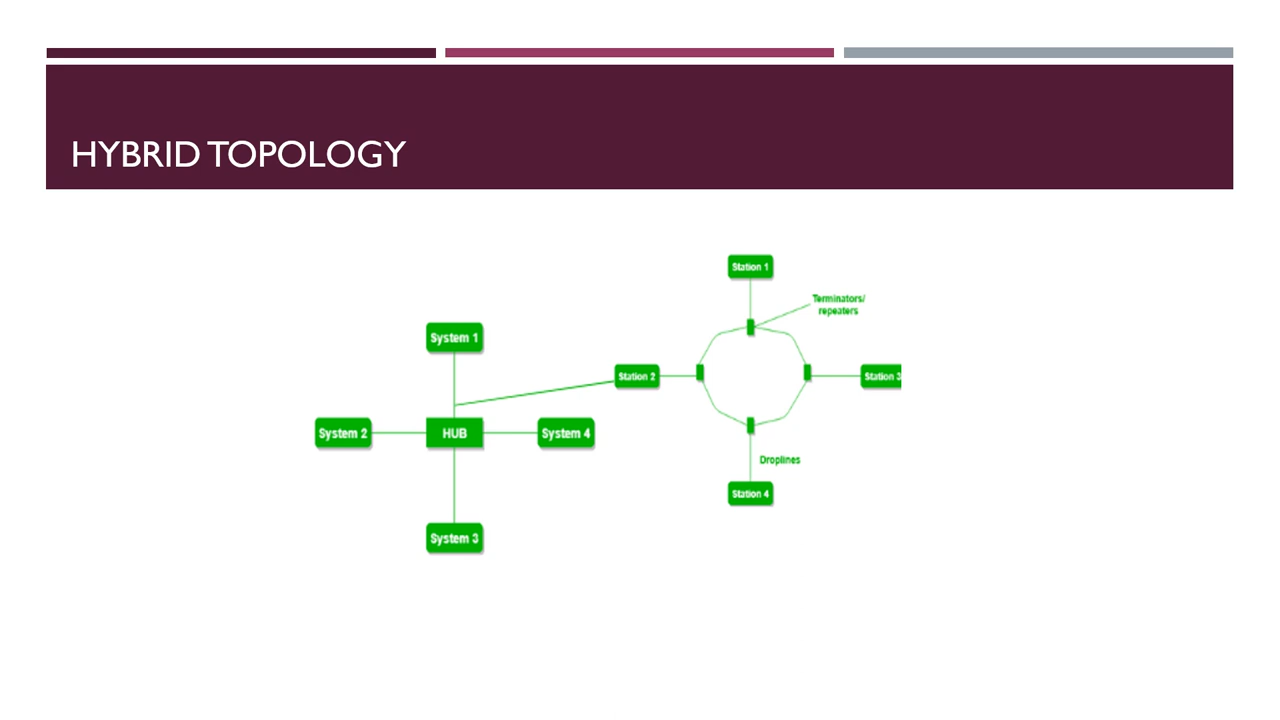 HYBRID TOPOLOGY
Station 1
Terminators/
repeaters
System 1
Station 2
Station 3
System 2
HUB
System 4
Droplines
Station 4
System 3